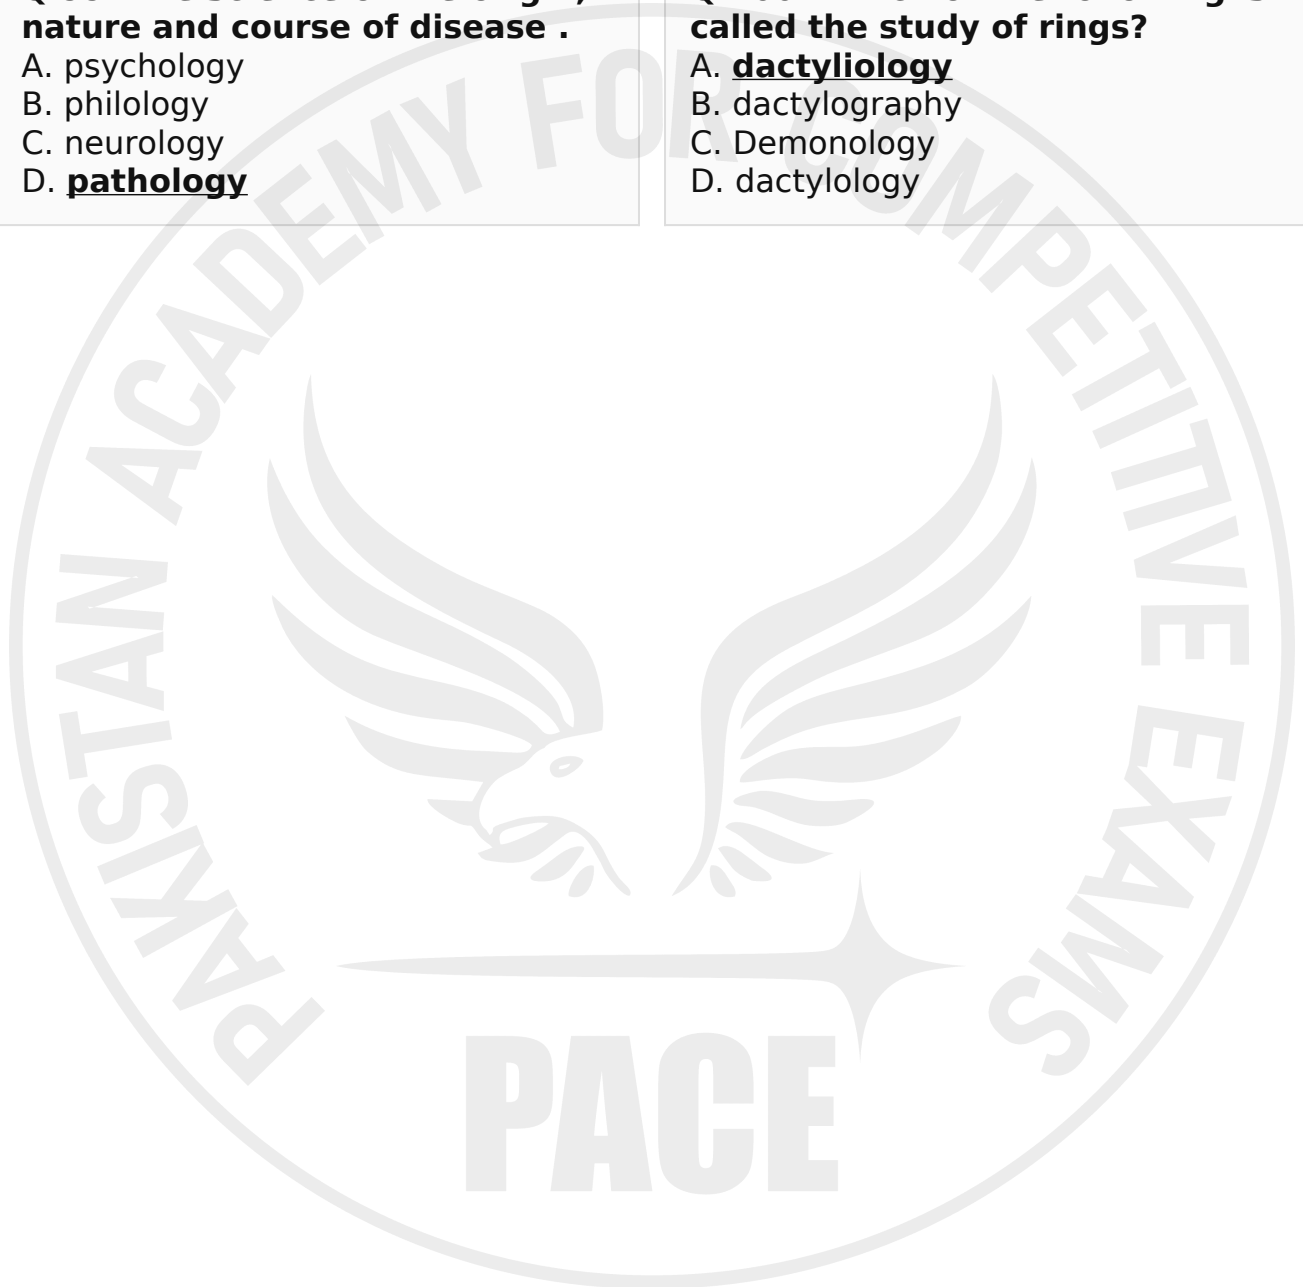 nature and course of disease .
A. psychology
B. philology
C. neurology
D. pathology
called the study of rings?
A. dactyliology
B. dactylography
C. Demonology
D. dactylology
PAKISTAN ACADEMY FOR COMPETITIVE EXAMS
PACE